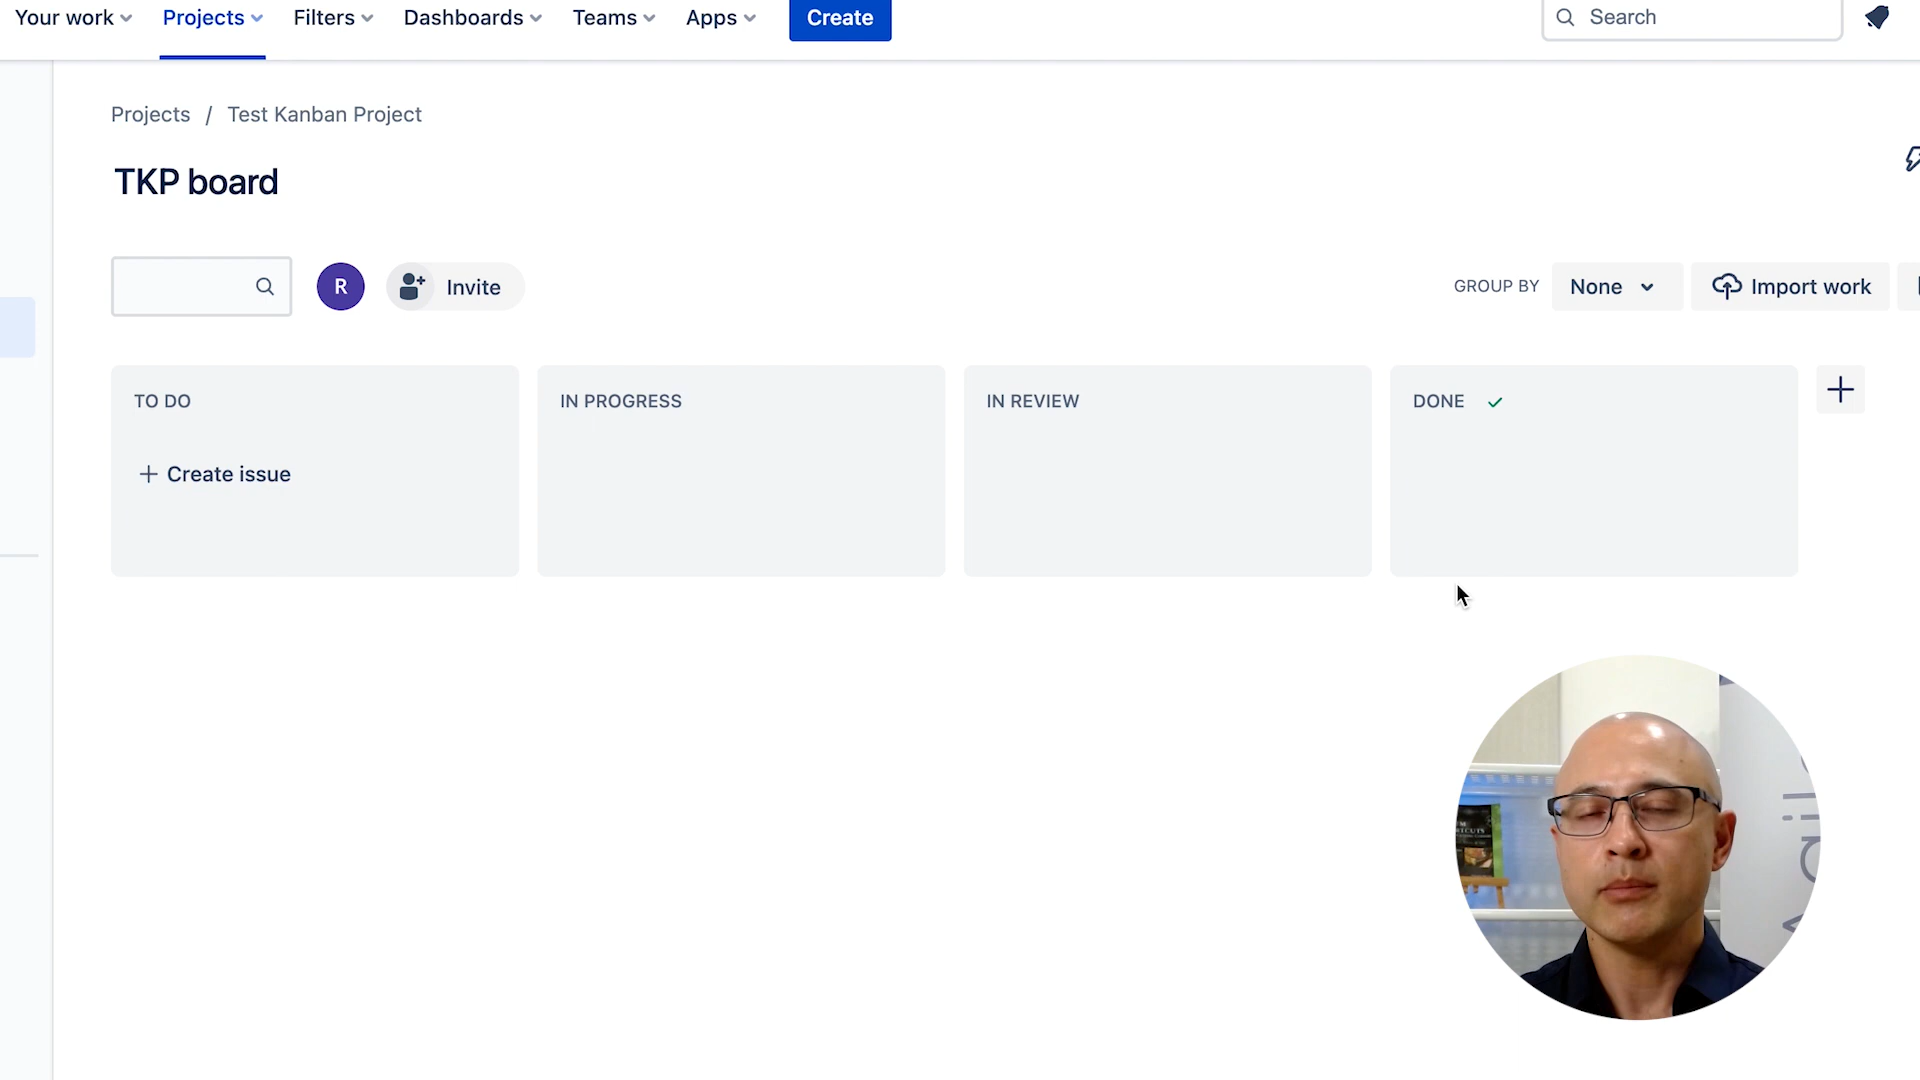 Your work Projects Filters Dashboards Teams Apps Create Search
Projects / Test Kanban Project
TKP board
R Invite GROUP BY None Import work
TO DO IN PROGRESS IN REVIEW DONE
+ Create issue